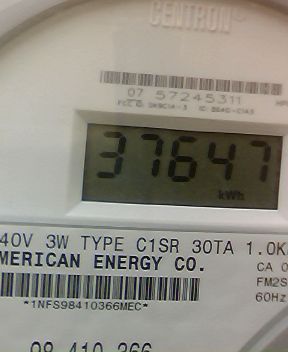 CENTRON®
07 57245311
37647
kWh
40V 3W TYPE C1SR 30TA 1.0K
MERICAN ENERGY CO.
CA 0
FM2S
60Hz
*1NFS98410366MEC*
98 410 366